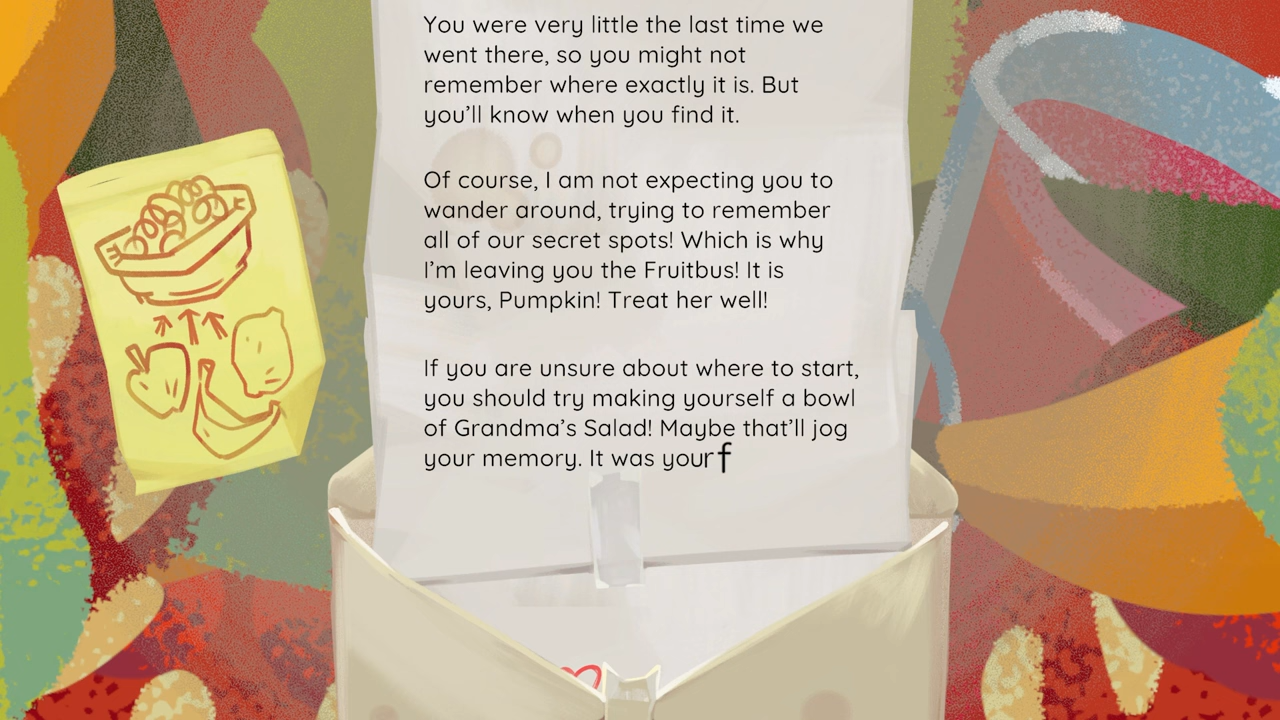 You were very little the last time we
went there, so you might not
remember where exactly it is. But
you'll know when you find it.
Of course, I am not expecting you to
wander around, trying to remember
all of our secret spots! Which is why
I'm leaving you the Fruitbus! It is
yours, Pumpkin! Treat her well!
If you are unsure about where to start,
you should try making yourself a bowl
of Grandma's Salad! Maybe that'll jog
your memory. It was your f